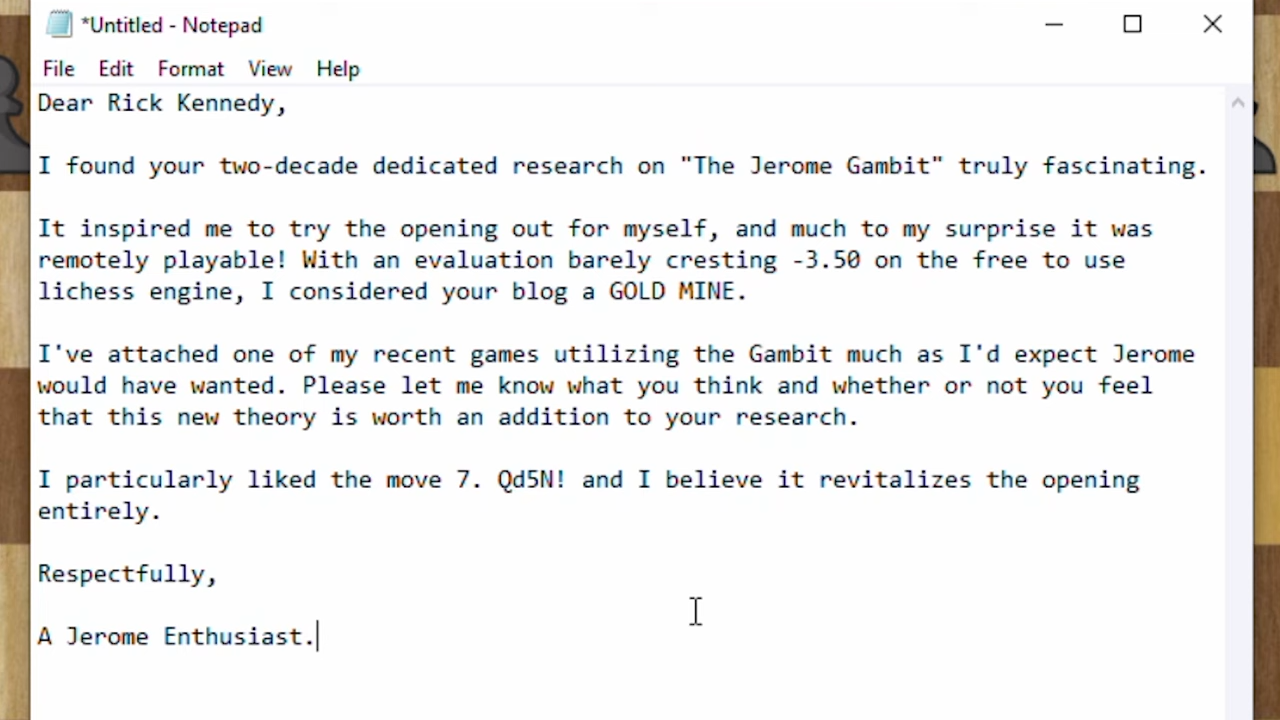 *Untitled - Notepad
File Edit Format View Help
Dear Rick Kennedy,
I found your two-decade dedicated research on "The Jerome Gambit" truly fascinating.
It inspired me to try the opening out for myself, and much to my surprise it was
remotely playable! With an evaluation barely cresting -3.50 on the free to use
lichess engine, I considered your blog a GOLD MINE.
I've attached one of my recent games utilizing the Gambit much as I'd expect Jerome
would have wanted. Please let me know what you think and whether or not you feel
that this new theory is worth an addition to your research.
I particularly liked the move 7. Qd5N! and I believe it revitalizes the opening
entirely.
Respectfully,
A Jerome Enthusiast.